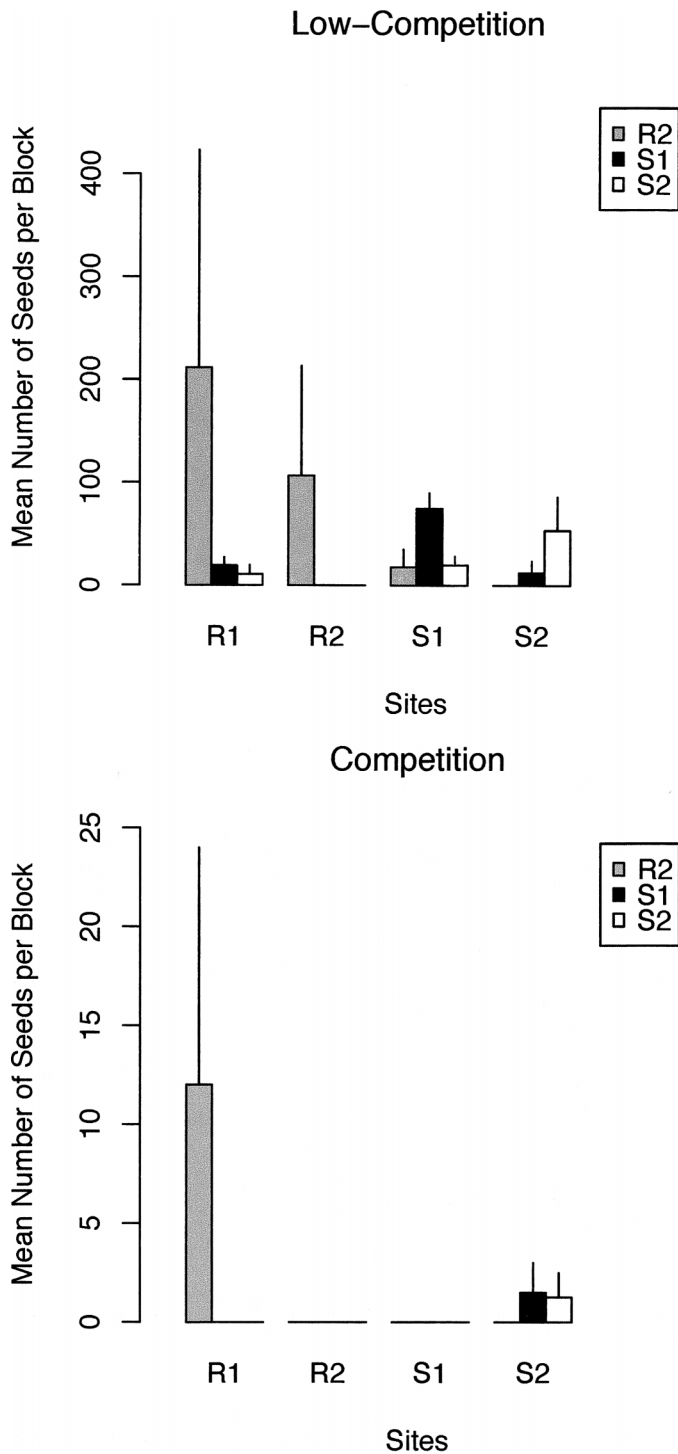 Low−Competition
R2
S1
S2
Mean Number of Seeds per Block
400
300
200
100
0
R1 R2 S1 S2
Sites
Competition
R2
S1
S2
Mean Number of Seeds per Block
25
20
15
10
5
0
R1 R2 S1 S2
Sites